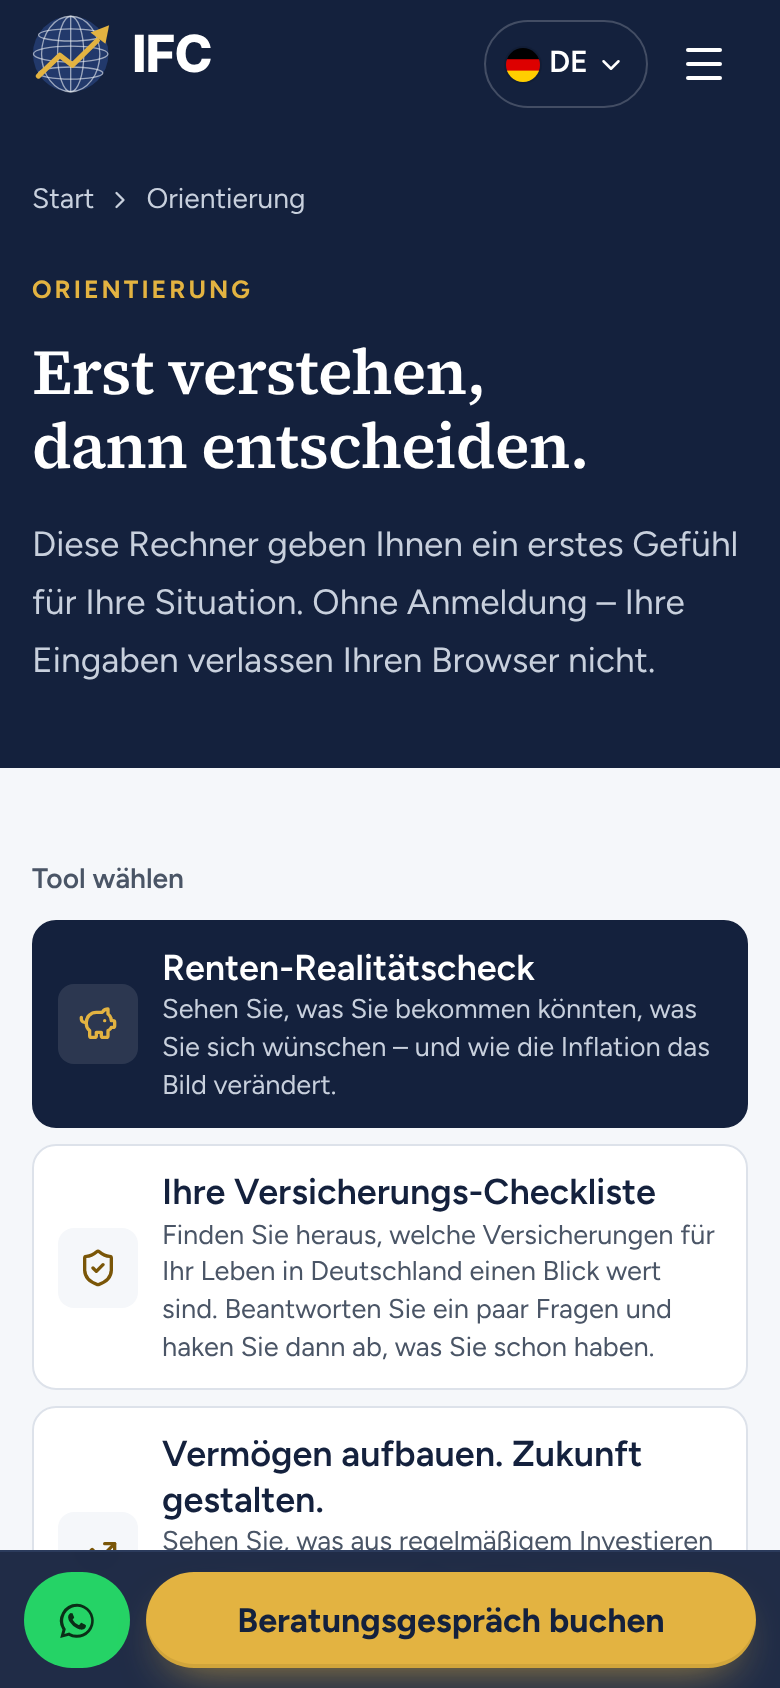 IFC
DE
Start > Orientierung
ORIENTIERUNG
Erst verstehen,
dann entscheiden.
Diese Rechner geben Ihnen ein erstes Gefühl
für Ihre Situation. Ohne Anmeldung – Ihre
Eingaben verlassen Ihren Browser nicht.
Tool wählen
Renten-Realitätscheck
Sehen Sie, was Sie bekommen könnten, was
Sie sich wünschen – und wie die Inflation das
Bild verändert.
Ihre Versicherungs-Checkliste
Finden Sie heraus, welche Versicherungen für
Ihr Leben in Deutschland einen Blick wert
sind. Beantworten Sie ein paar Fragen und
haken Sie dann ab, was Sie schon haben.
Vermögen aufbauen. Zukunft
gestalten.
Sehen Sie, was aus regelmäßigem Investieren
Beratungsgespräch buchen